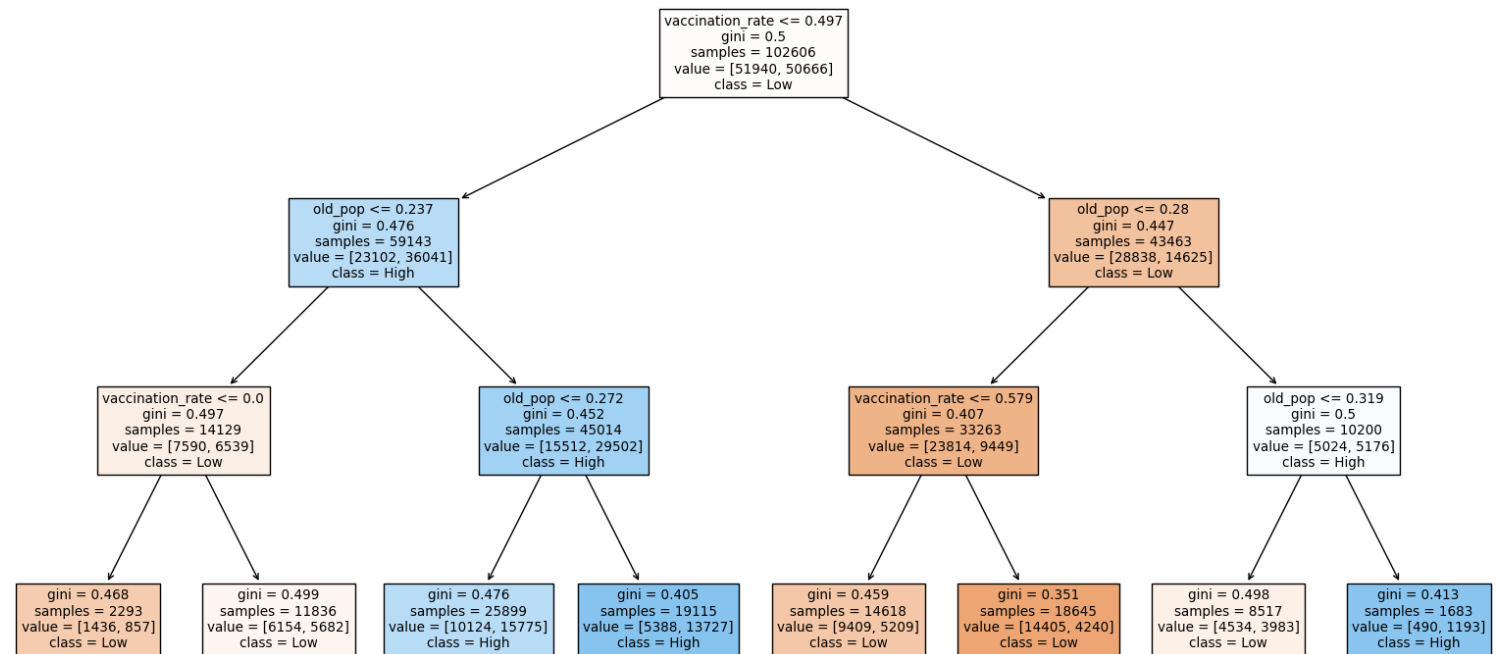 vaccination_rate <= 0.497
gini = 0.5
samples = 102606
value = [51940, 50666]
class = Low
old_pop <= 0.237
gini = 0.476
samples = 59143
value = [23102, 36041]
class = High
old_pop <= 0.28
gini = 0.447
samples = 43463
value = [28838, 14625]
class = Low
vaccination_rate <= 0.0
gini = 0.497
samples = 14129
value = [7590, 6539]
class = Low
old_pop <= 0.272
gini = 0.452
samples = 45014
value = [15512, 29502]
class = High
vaccination_rate <= 0.579
gini = 0.407
samples = 33263
value = [23814, 9449]
class = Low
old_pop <= 0.319
gini = 0.5
samples = 10200
value = [5024, 5176]
class = High
gini = 0.468
samples = 2293
value = [1436, 857]
class = Low
gini = 0.499
samples = 11836
value = [6154, 5682]
class = Low
gini = 0.476
samples = 25899
value = [10124, 15775]
class = High
gini = 0.405
samples = 19115
value = [5388, 13727]
class = High
gini = 0.459
samples = 14618
value = [9409, 5209]
class = Low
gini = 0.351
samples = 18645
value = [14405, 4240]
class = Low
gini = 0.498
samples = 8517
value = [4534, 3983]
class = Low
gini = 0.413
samples = 1683
value = [490, 1193]
class = High